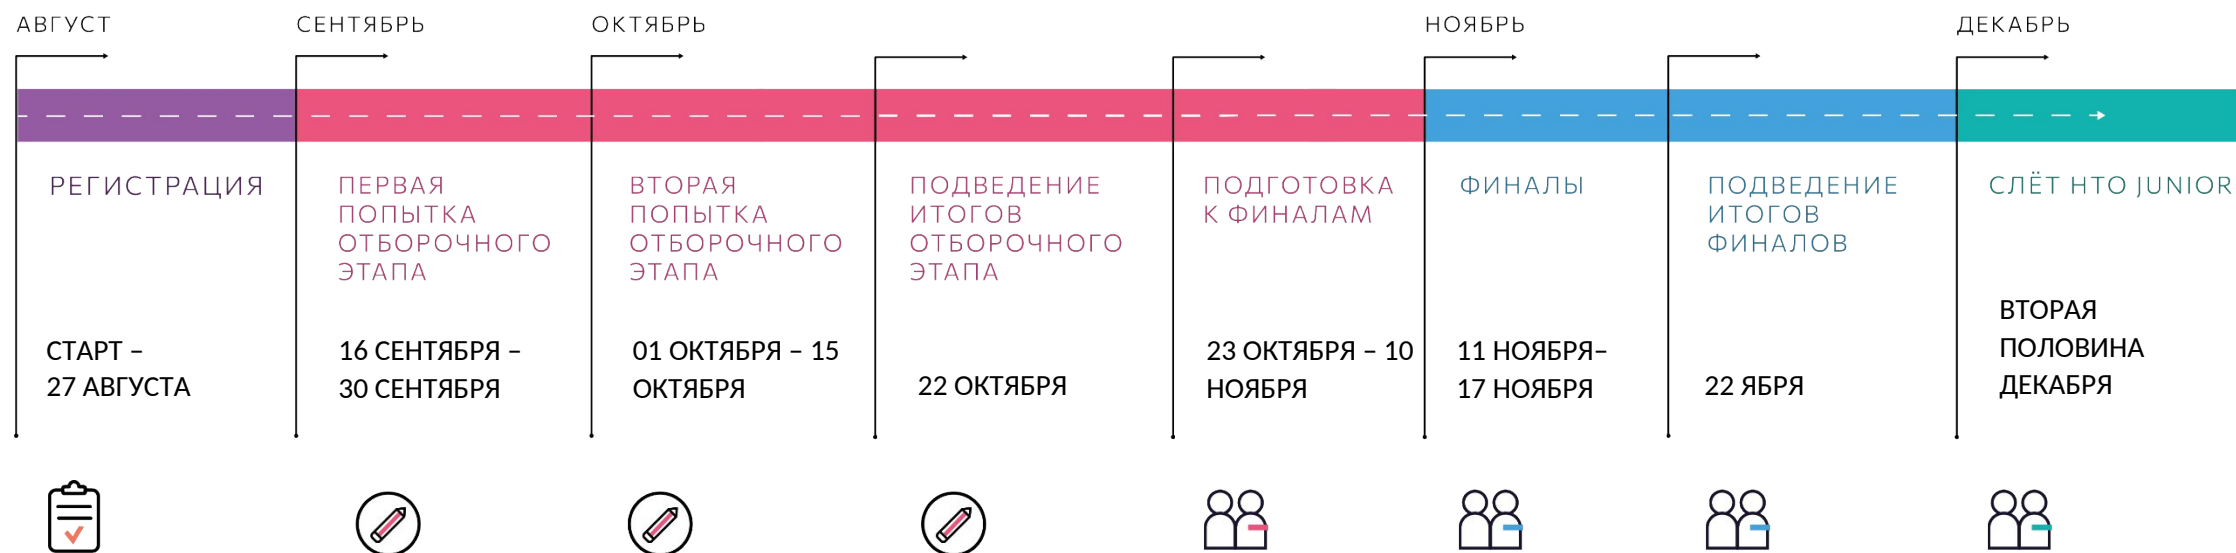 АВГУСТ
СЕНТЯБРЬ
ОКТЯБРЬ
НОЯБРЬ
ДЕКАБРЬ
РЕГИСТРАЦИЯ
СТАРТ –
27 АВГУСТА
ПЕРВАЯ
ПОПЫТКА
ОТБОРОЧНОГО
ЭТАПА
16 СЕНТЯБРЯ –
30 СЕНТЯБРЯ
ВТОРАЯ
ПОПЫТКА
ОТБОРОЧНОГО
ЭТАПА
01 ОКТЯБРЯ – 15
ОКТЯБРЯ
ПОДВЕДЕНИЕ
ИТОГОВ
ОТБОРОЧНОГО
ЭТАПА
22 ОКТЯБРЯ
ПОДГОТОВКА
К ФИНАЛАМ
23 ОКТЯБРЯ – 10
НОЯБРЯ
ФИНАЛЫ
11 НОЯБРЯ–
17 НОЯБРЯ
ПОДВЕДЕНИЕ
ИТОГОВ
ФИНАЛОВ
22 ЯБРЯ
СЛЁТ НТО JUNIOR
ВТОРАЯ
ПОЛОВИНА
ДЕКАБРЯ